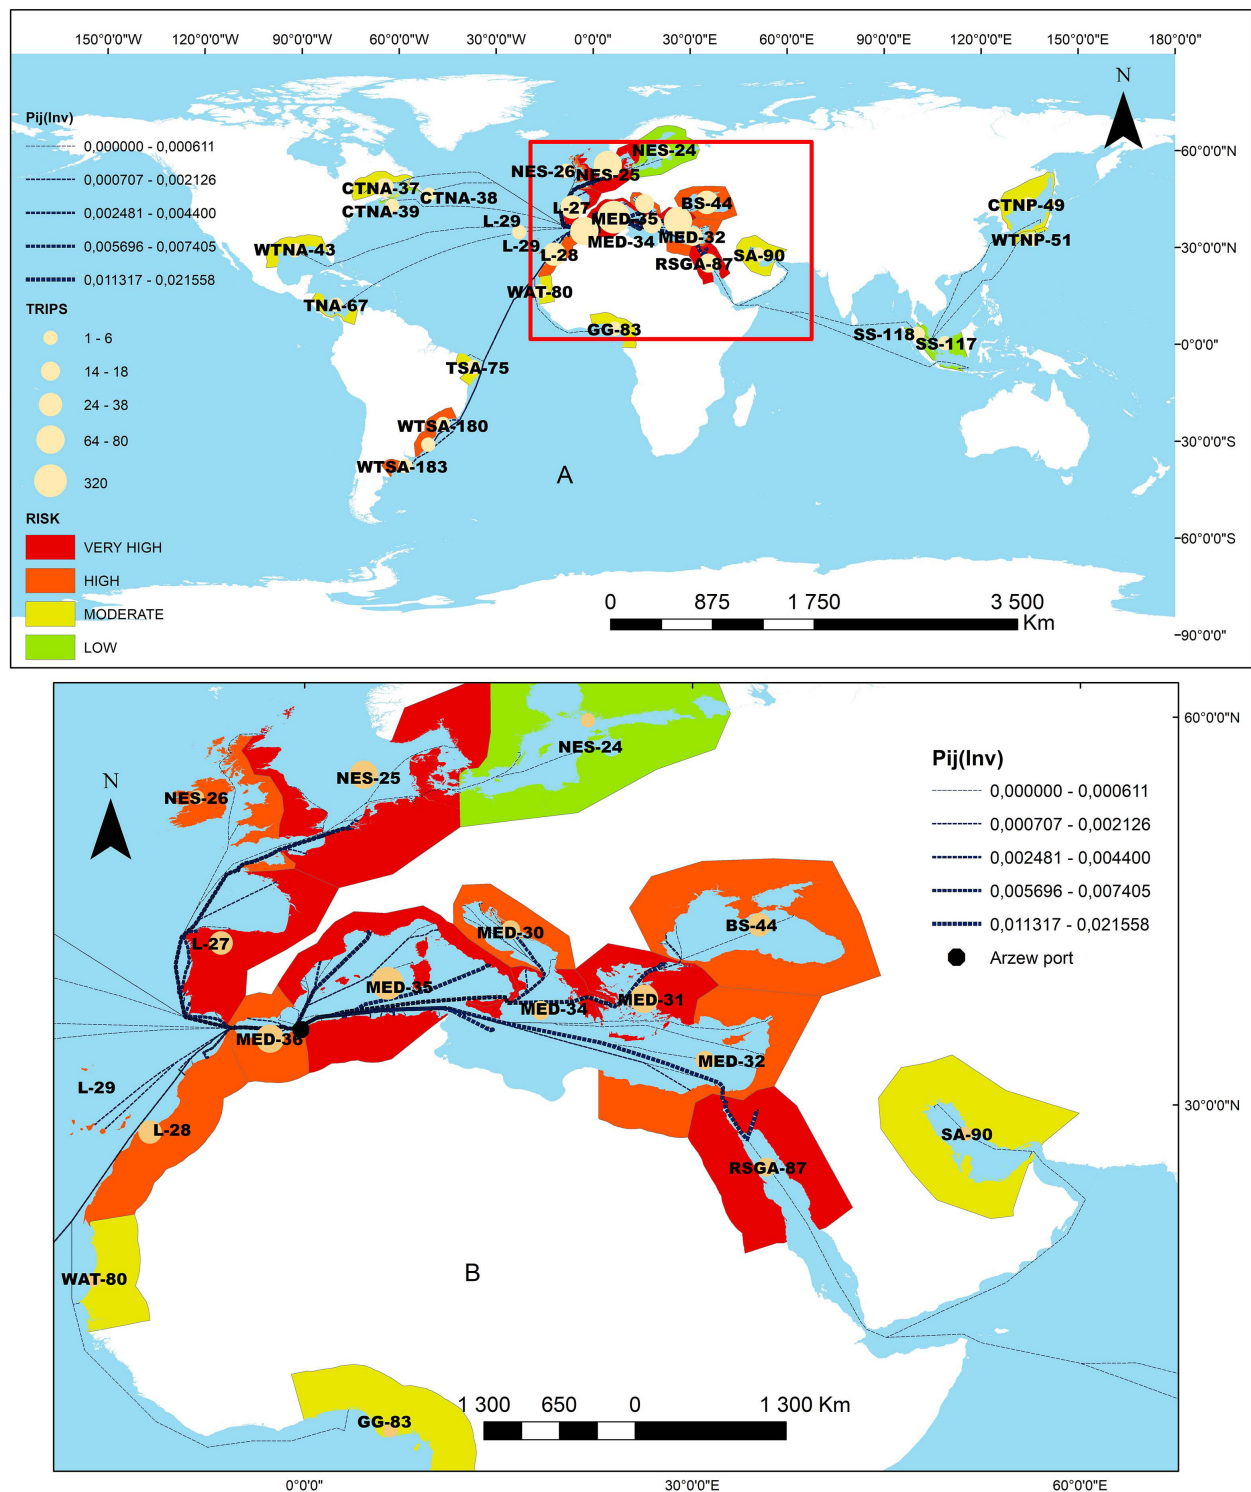 150°0'0"W 120°0'0"W 90°0'0"W 60°0'0"W 30°0'0"W 0°0'0" 30°0'0"E 60°0'0"E 90°0'0"E 120°0'0"E 150°0'0"E 180°0'0"E
N
Pij(Inv)
0,000000 - 0,000611
0,000707 - 0,002126
0,002481 - 0,004400
0,005696 - 0,007405
0,011317 - 0,021558
TRIPS
1 - 6
14 - 18
24 - 38
64 - 80
320
RISK
VERY HIGH
HIGH
MODERATE
LOW
60°0'0"N
30°0'0"N
0°0'0"
30°0'0"S
60°0'0"S
90°0'0"
NES-24
NES-26
NES-25
CTNA-37
CTNA-38
CTNA-39
L-27
L-29
BS-44
MED-35
CTNP-49
WTNA-43
L-29
MED-34
MED-32
WTNP-51
L-28
RSGA-87
SA-90
WAT-80
TNA-67
GG-83
SS-118
SS-117
TSA-75
WTSA-180
WTSA-183
A
0 875 1 750 3 500
Km
N
NES-24
NES-25
NES-26
Pij(Inv)
0,000000 - 0,000611
0,000707 - 0,002126
0,002481 - 0,004400
0,005696 - 0,007405
0,011317 - 0,021558
Arzew port
60°0'0"N
30°0'0"N
BS-44
MED-30
L-27
MED-35
MED-31
MED-34
MED-36
MED-32
L-29
L-28
SA-90
RSGA-87
WAT-80
B
GG-83
1 300 650 0 1 300 Km
0°0'0" 30°0'0"E 60°0'0"E